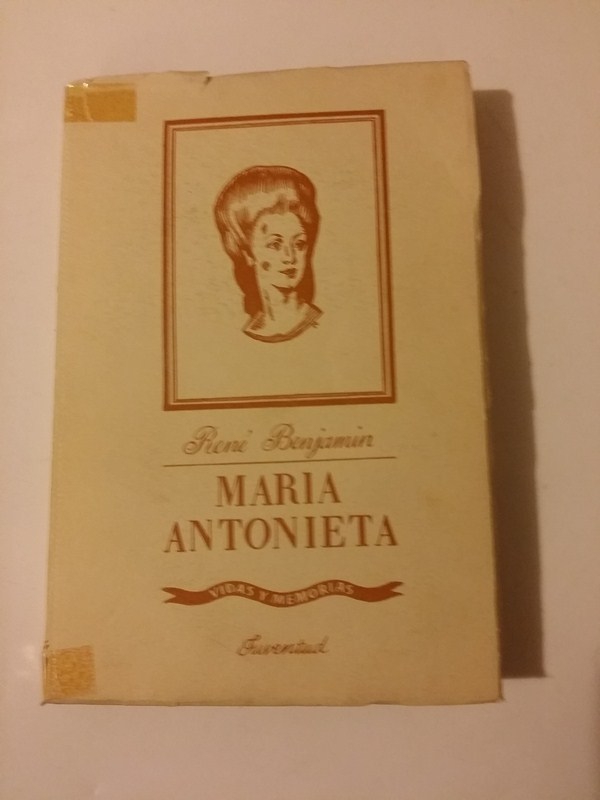 René Benjamin
MARIA
ANTONIETA
VIDAS Y MEMORIAS
Juventud